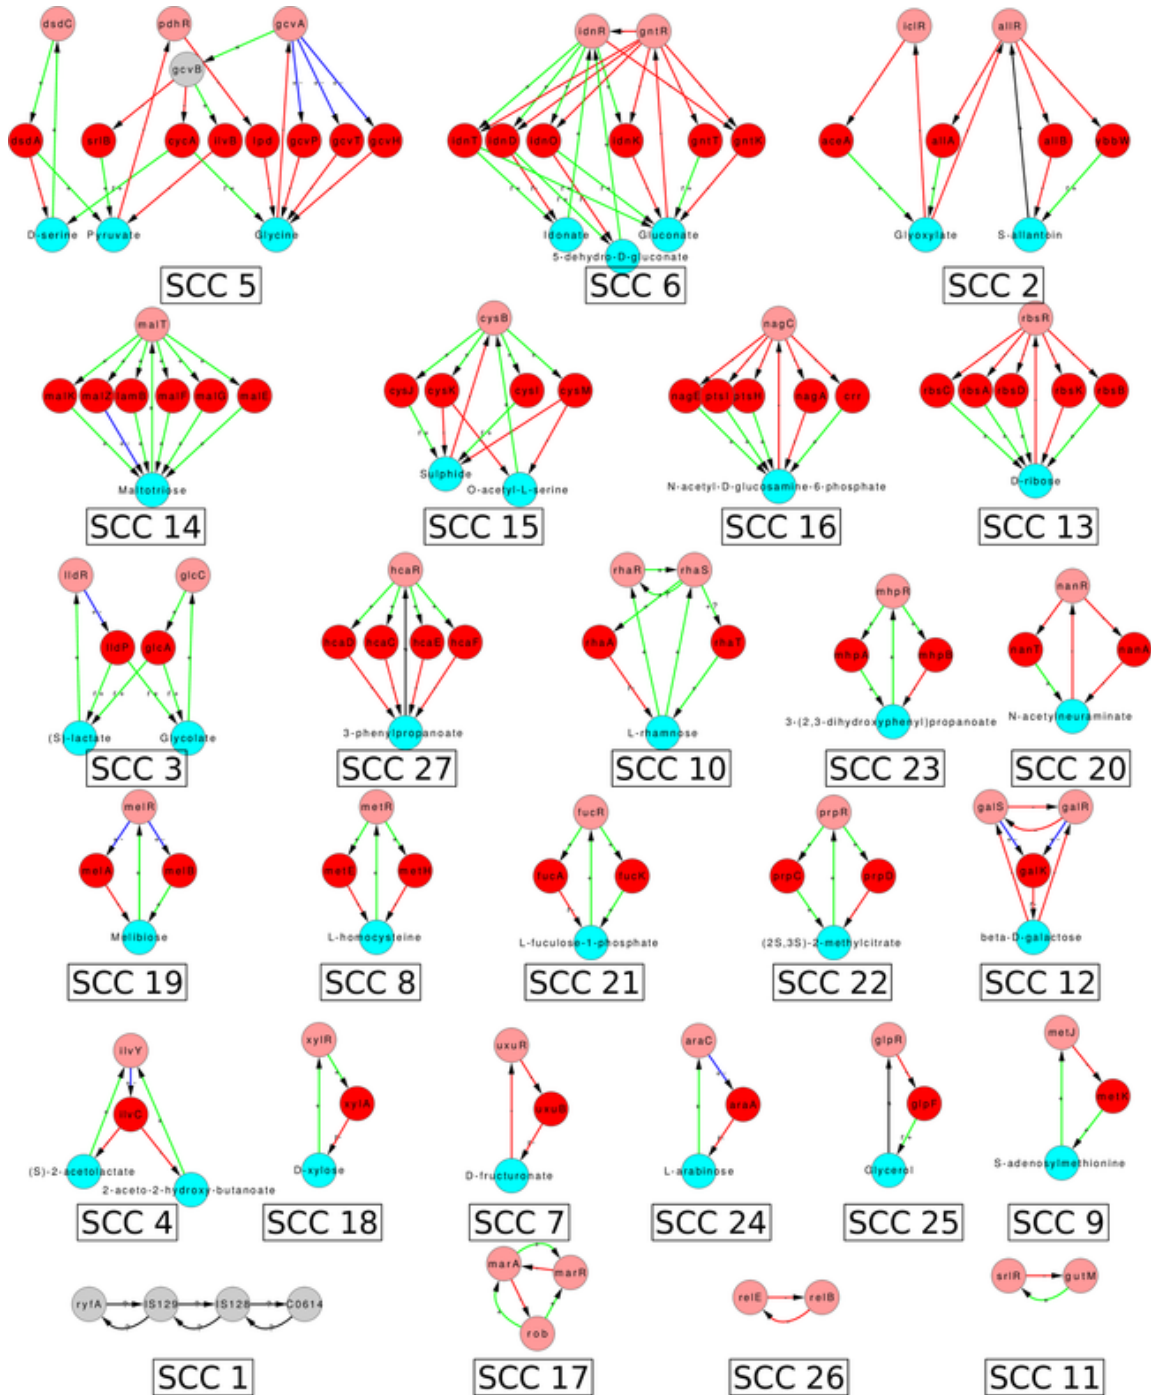 dsdC pdhR gcvA idnR gntR iclR allR
gcvB
dsdA srlB cycA livB lpd gcvP gcvT gcvH idnT idnD idnO idnK gntT gntK aceA allA allB ybbW
D-serine Pyruvate Glycine Idonate Gluconate Glyoxylate S-allantoin
5-dehydro-D-gluconate
SCC 5 SCC 6 SCC 2
malT cysB nagC rbsR
malK malZ lamB malF malG malE cysJ cysK cysI cysM nagE ptsI ptsH nagA crr rbsC rbsA rbsD rbsK rbsB
Maltotriose Sulphide O-acetyl-L-serine N-acetyl-D-glucosamine-6-phosphate D-ribose
SCC 14 SCC 15 SCC 16 SCC 13
lldR glcC hcaR rhaR rhaS mhpR nanR
lldP glcA hcaD hcaC hcaE hcaF rhaA rhaT mhpA mhpB nanT nanA
(S)-lactate Glycolate 3-phenylpropanoate L-rhamnose 3-(2,3-dihydroxyphenyl)propanoate N-acetylneuraminate
SCC 3 SCC 27 SCC 10 SCC 23 SCC 20
melR metR fucR prpR galS galR
melA melB metE metH fucA fucK prpC prpD galK
Melibiose L-homocysteine L-fuculose-1-phosphate (2S,3S)-2-methylcitrate beta-D-galactose
SCC 19 SCC 8 SCC 21 SCC 22 SCC 12
ilvY xylR uxuR araC glpR metJ
ilvC xylA uxuB araA glpF metK
(S)-2-acetolactate D-xylose D-fructuronate L-arabinose Glycerol S-adenosylmethionine
2-aceto-2-hydroxy-butanoate
SCC 4 SCC 18 SCC 7 SCC 24 SCC 25 SCC 9
ryfA IS129 IS128 C0614 marA marR rob relE relB srlR gutM
SCC 1 SCC 17 SCC 26 SCC 11